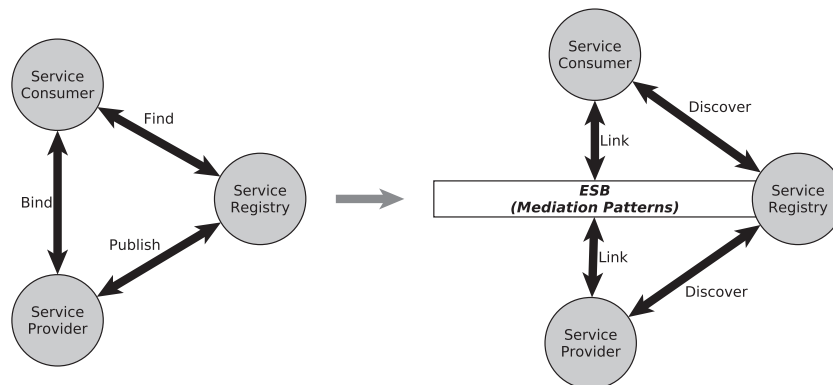 Service
Consumer
Find
Bind
Service
Registry
Publish
Service
Provider
Service
Consumer
Discover
Link
ESB
(Mediation Patterns)
Service
Registry
Link
Discover
Service
Provider